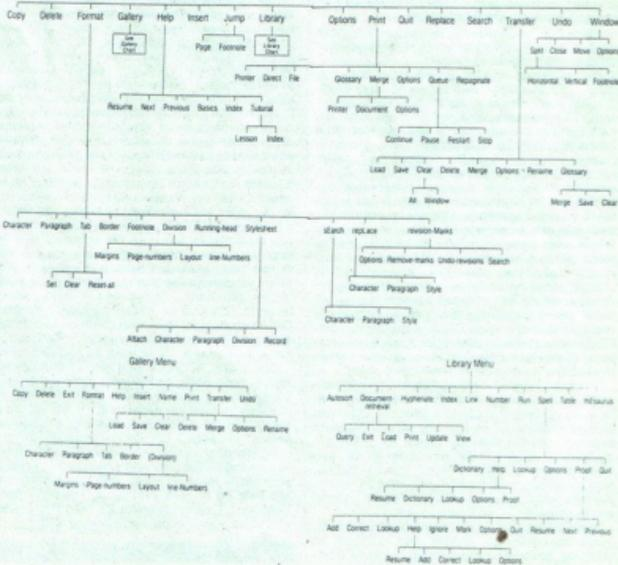 Copy Delete Format Gallery Help Insert Jump Library Options Print Quit Replace Search Transfer Undo Window
See Gallery Chart
See Library Chart
Page Footnote
Split Close Move Options
Printer Direct File Glossary Merge Options Queue Repaginate
Horizontal Vertical Footnote
Resume Next Previous Basics Index Tutorial
Printer Document Options
Lesson Index
Continue Pause Restart Stop
Load Save Clear Delete Merge Options Rename Glossary
All Window
Merge Save Clear
Character Paragraph Tab Border Footnote Division Running-head Stylesheet sEarch repLace revision-Marks
Margins Page-numbers Layout line-Numbers
Options Remove-marks Undo-revisions Search
Set Clear Reset-all
Character Paragraph Style
Character Paragraph Style
Attach Character Paragraph Division Record
Gallery Menu
Copy Delete Exit Format Help Insert Name Print Transfer Undo
Load Save Clear Delete Merge Options Rename
Character Paragraph Tab Border (Division)
Margins Page-numbers Layout line-Numbers
Library Menu
Autosort Document-retrieval Hyphenate Index Link Number Run Spell Table thEsaurus
Query Exit Load Print Update View
Dictionary Help Lookup Options Proof Quit
Resume Dictionary Lookup Options Proof
Add Correct Lookup Help Ignore Mark Options Quit Resume Next Previous
Resume Add Correct Lookup Options